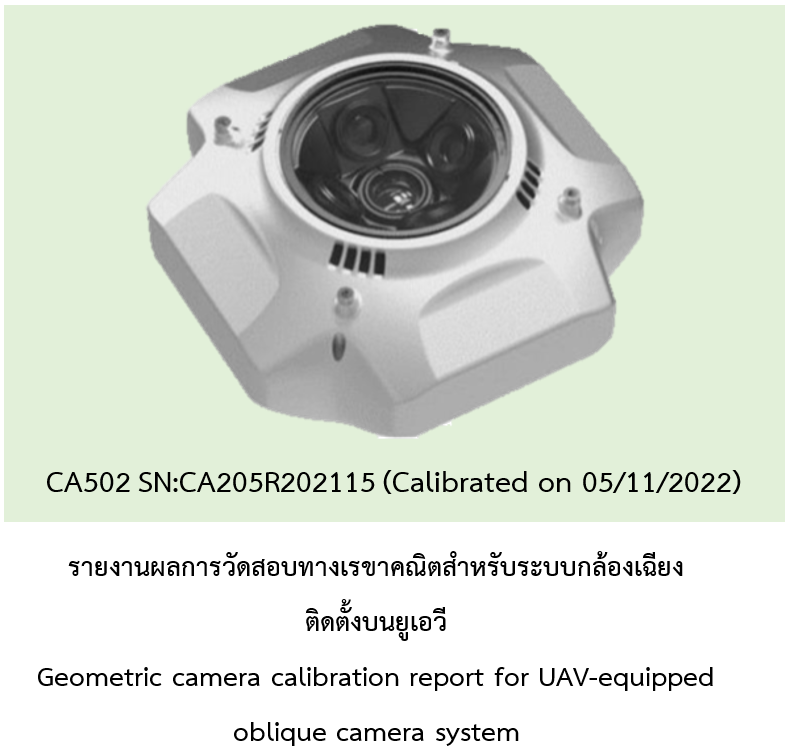 CA502 SN:CA205R202115 (Calibrated on 05/11/2022)
รายงานผลการวัดสอบทางเรขาคณิตสำหรับระบบกล้องเฉียง
ติดตั้งบนยูเอวี
Geometric camera calibration report for UAV-equipped
oblique camera system